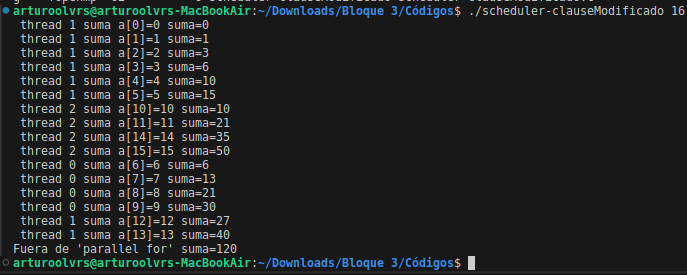 arturoolvrs@arturoolvrs-MacBookAir:~/Downloads/Bloque 3/Códigos$ ./scheduler-clauseModificado 16
thread 1 suma a[0]=0 suma=0
thread 1 suma a[1]=1 suma=1
thread 1 suma a[2]=2 suma=3
thread 1 suma a[3]=3 suma=6
thread 1 suma a[4]=4 suma=10
thread 1 suma a[5]=5 suma=15
thread 2 suma a[10]=10 suma=10
thread 2 suma a[11]=11 suma=21
thread 2 suma a[14]=14 suma=35
thread 2 suma a[15]=15 suma=50
thread 0 suma a[6]=6 suma=6
thread 0 suma a[7]=7 suma=13
thread 0 suma a[8]=8 suma=21
thread 0 suma a[9]=9 suma=30
thread 1 suma a[12]=12 suma=27
thread 1 suma a[13]=13 suma=40
Fuera de 'parallel for' suma=120
arturoolvrs@arturoolvrs-MacBookAir:~/Downloads/Bloque 3/Códigos$